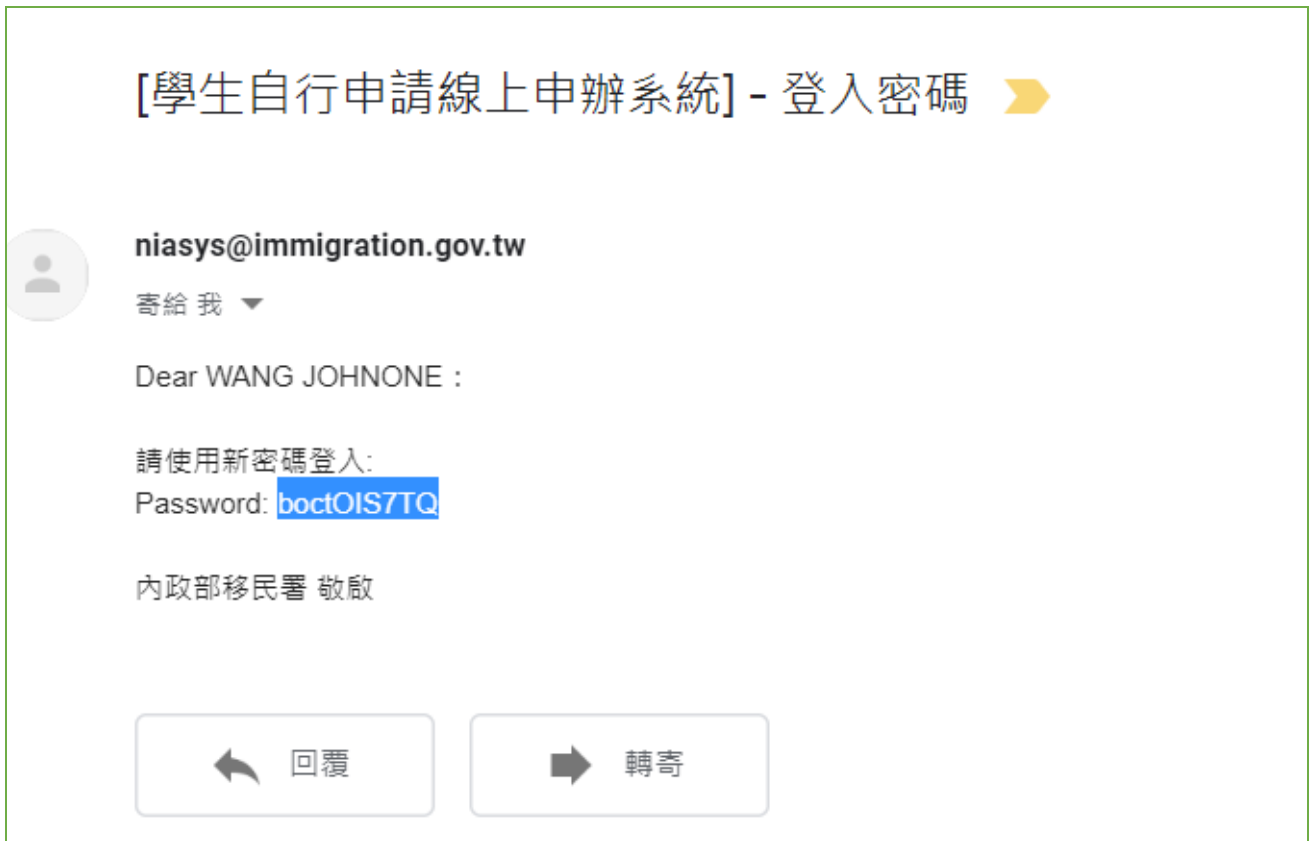 [學生自行申請線上申辦系統] - 登入密碼
niasys@immigration.gov.tw
寄給 我
Dear WANG JOHNONE：
請使用新密碼登入:
Password: boctOIS7TQ
內政部移民署 敬啟
回覆
轉寄